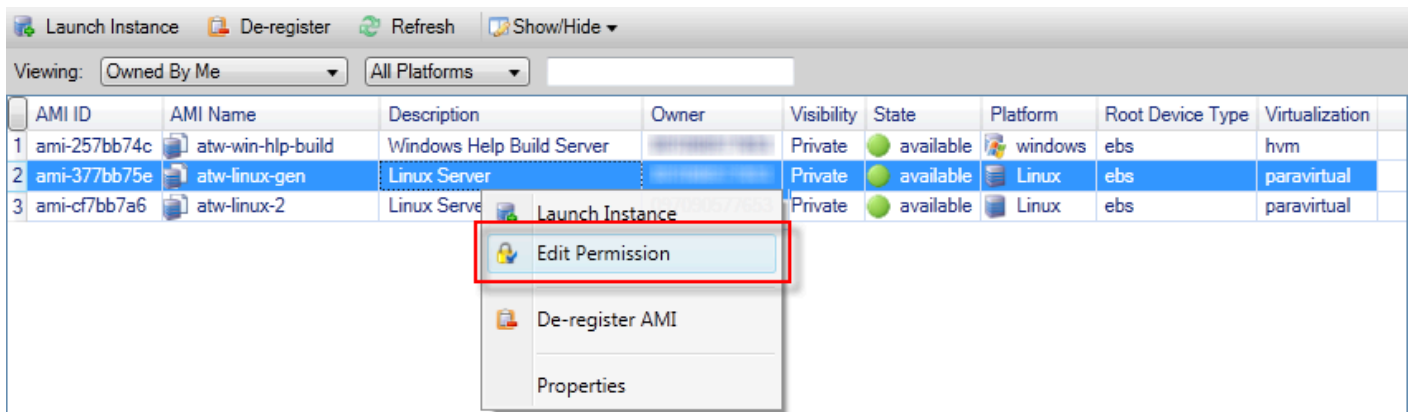 Launch Instance De-register Refresh Show/Hide
Viewing: Owned By Me All Platforms
AMI ID AMI Name Description Owner Visibility State Platform Root Device Type Virtualization
1 ami-257bb74c atw-win-hlp-build Windows Help Build Server Private available windows ebs hvm
2 ami-377bb75e atw-linux-gen Linux Server Private available Linux ebs paravirtual
3 ami-cf7bb7a6 atw-linux-2 Linux Serve Private available Linux ebs paravirtual
Launch Instance
Edit Permission
De-register AMI
Properties